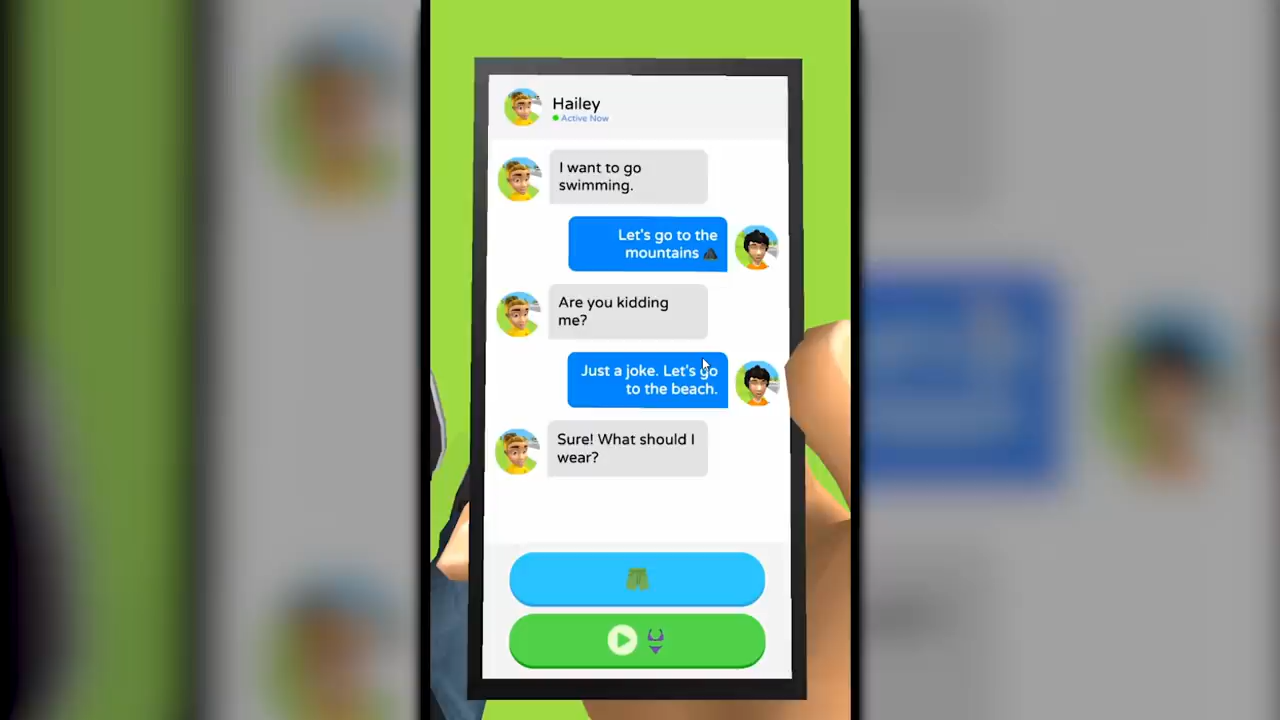 Hailey
Active Now
I want to go
swimming.
Let's go to the
mountains
Are you kidding
me?
Just a joke. Let's go
to the beach.
Sure! What should I
wear?